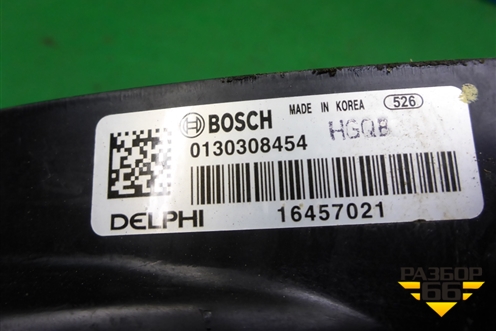 BOSCH MADE IN KOREA 526
0130308454 HGQB
DELPHI 16457021
РАЗБОР
66